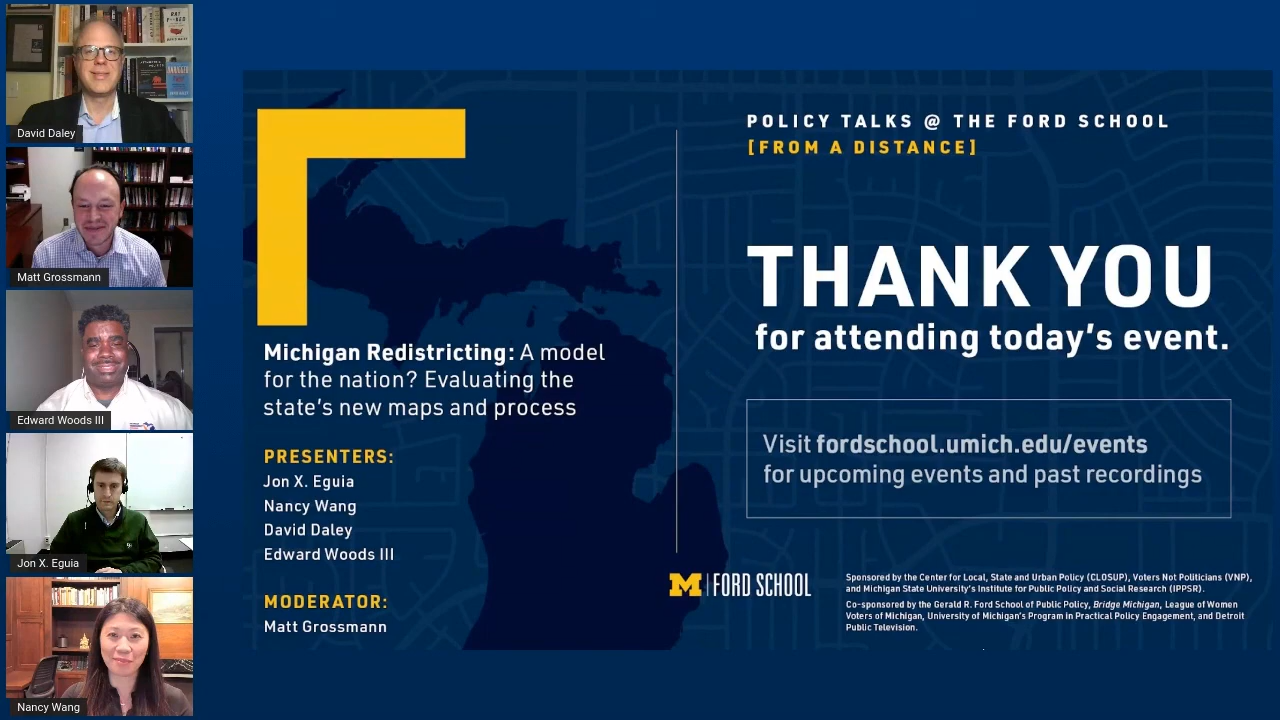 David Daley
Matt Grossmann
Edward Woods III
Jon X. Eguia
Nancy Wang
Michigan Redistricting: A model
for the nation? Evaluating the
state's new maps and process
PRESENTERS:
Jon X. Eguia
Nancy Wang
David Daley
Edward Woods III
MODERATOR:
Matt Grossmann
POLICY TALKS @ THE FORD SCHOOL
[FROM A DISTANCE]
THANK YOU
for attending today's event.
Visit fordschool.umich.edu/events
for upcoming events and past recordings
M FORD SCHOOL
Sponsored by the Center for Local, State and Urban Policy (CLOSUP), Voters Not Politicians (VNP),
and Michigan State University's Institute for Public Policy and Social Research (IPPSR).
Co-sponsored by the Gerald R. Ford School of Public Policy, Bridge Michigan, League of Women
Voters of Michigan, University of Michigan's Program in Practical Policy Engagement, and Detroit
Public Television.